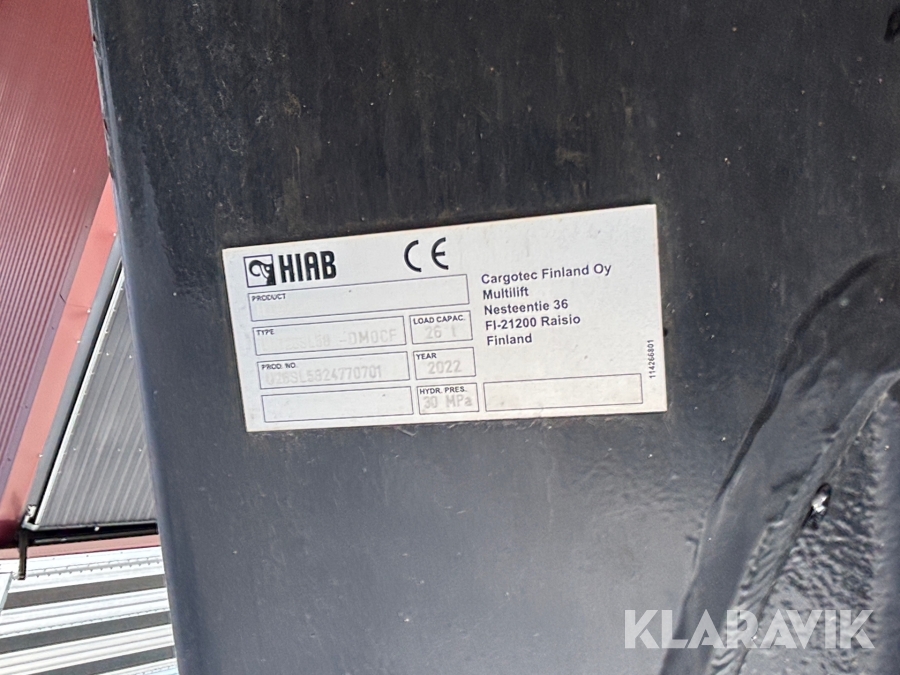 HIAB CE
PRODUCT
TYPE
-DM0CF
LOAD CAPAC.
26 t
PROD. NO.
YEAR
2022
HYDR. PRES.
30 MPa
Cargotec Finland Oy
Multilift
Nesteentie 36
FI-21200 Raisio
Finland
114266801
KLARAVIK